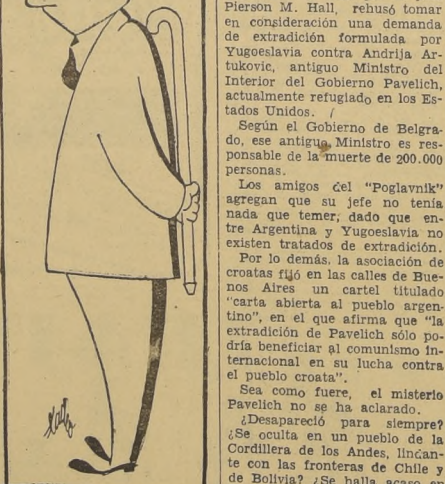 Pierson M. Hall, rehusó tomar
en consideración una demanda
de extradición formulada por
Yugoeslavia contra Andrija Ar-
tukovic, antiguo Ministro del
Interior del Gobierno Pavelich,
actualmente refugiado en los Es-
tados Unidos.
Según el Gobierno de Belgra-
do, ese antiguo Ministro es res-
ponsable de la muerte de 200.000
personas.
Los amigos del "Poglavnik"
agregan que su jefe no tenía
nada que temer, dado que en-
tre Argentina y Yugoeslavia no
existen tratados de extradición.
Por lo demás, la asociación de
croatas fijó en las calles de Bue-
nos Aires un cartel titulado
"carta abierta al pueblo argen-
tino", en el que afirma que "la
extradición de Pavelich sólo po-
dría beneficiar al comunismo in-
ternacional en su lucha contra
el pueblo croata".
Sea como fuere, el misterio
Pavelich no se ha aclarado.
¿Desapareció para siempre?
¿Se oculta en un pueblo de la
Cordillera de los Andes, lindan-
te con las fronteras de Chile y
de Bolivia? ¿Se halla acaso en